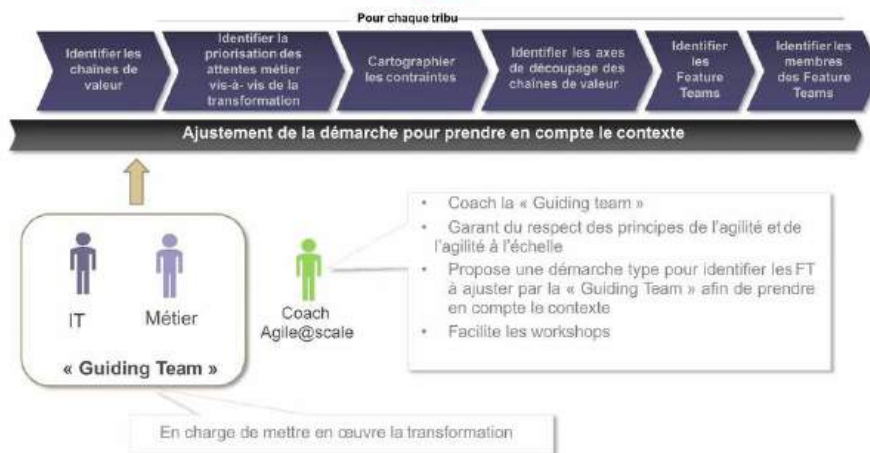 Pour chaque tribu
Identifier les
chaînes de
valeur
Identifier la
priorisation des
attentes métier
vis-à- vis de la
transformation
Cartographier
les contraintes
Identifier les axes
de découpage des
chaînes de valeur
Identifier
les
Feature
Teams
Identifier les
membres
des Feature
Teams
Ajustement de la démarche pour prendre en compte le contexte
IT
Métier
« Guiding Team »
Coach
Agile@scale
• Coach la « Guiding team »
• Garant du respect des principes de l'agilité et de
l'agilité à l'échelle
• Propose une démarche type pour identifier les FT
à ajuster par la « Guiding Team » afin de prendre
en compte le contexte
• Facilite les workshops
En charge de mettre en œuvre la transformation